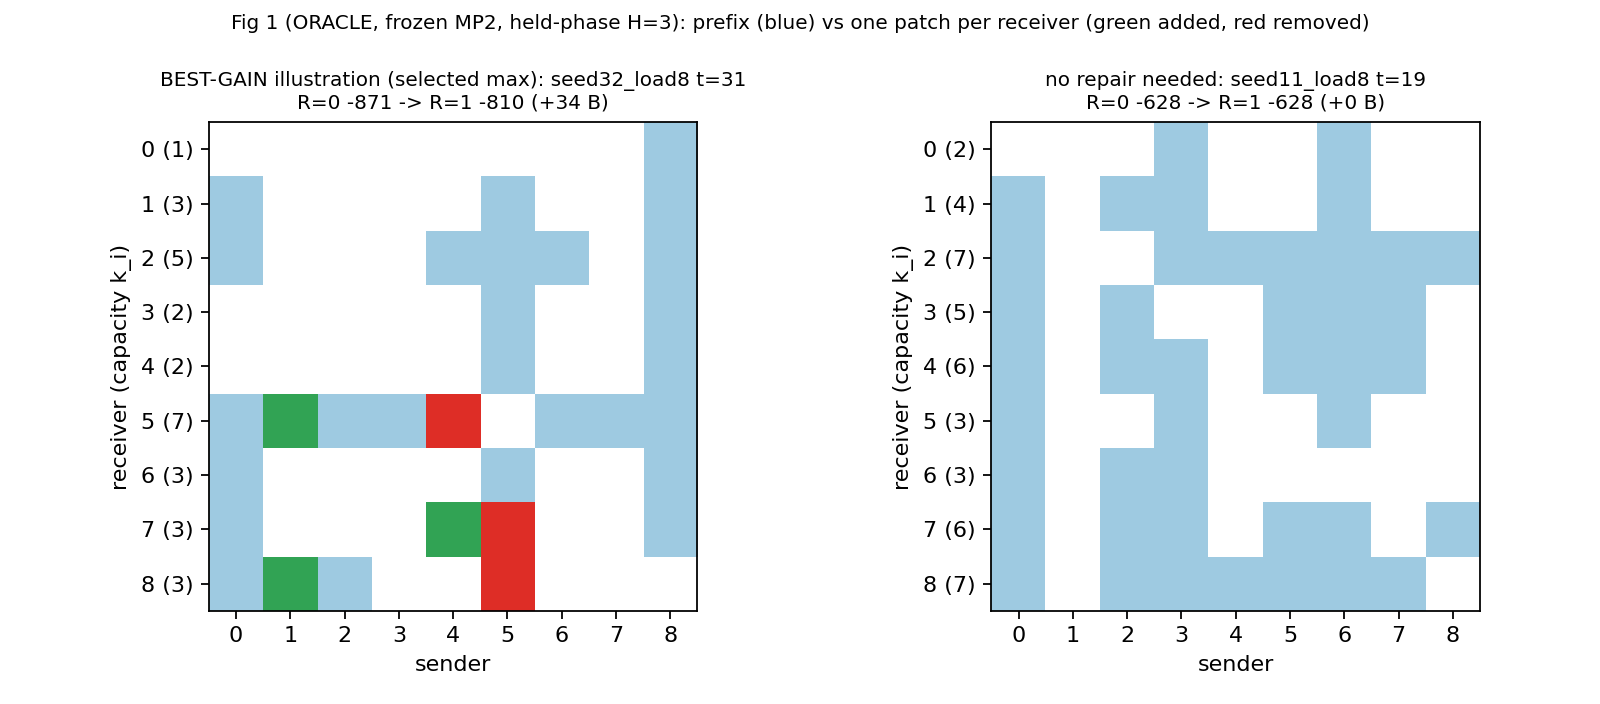 Fig 1 (ORACLE, frozen MP2, held-phase H=3): prefix (blue) vs one patch per receiver (green added, red removed)
BEST-GAIN illustration (selected max): seed32_load8 t=31
R=0 -871 -> R=1 -810 (+34 B)
receiver (capacity k_i)
0 (1)
1 (3)
2 (5)
3 (2)
4 (2)
5 (7)
6 (3)
7 (3)
8 (3)
0 1 2 3 4 5 6 7 8
sender
no repair needed: seed11_load8 t=19
R=0 -628 -> R=1 -628 (+0 B)
receiver (capacity k_i)
0 (2)
1 (4)
2 (7)
3 (5)
4 (6)
5 (3)
6 (3)
7 (6)
8 (7)
0 1 2 3 4 5 6 7 8
sender